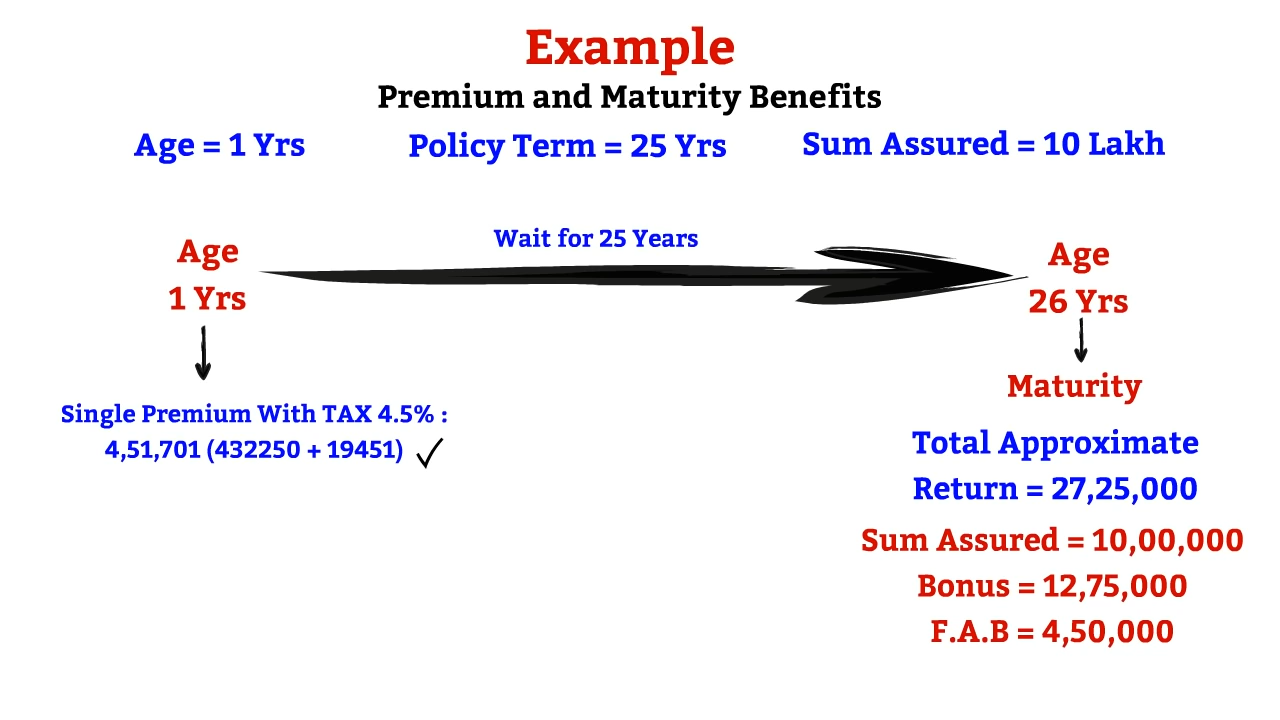 Example
Premium and Maturity Benefits
Age = 1 Yrs
Policy Term = 25 Yrs
Sum Assured = 10 Lakh
Wait for 25 Years
Age
1 Yrs
Age
26 Yrs
Single Premium With TAX 4.5% :
4,51,701 (432250 + 19451)
Maturity
Total Approximate
Return = 27,25,000
Sum Assured = 10,00,000
Bonus = 12,75,000
F.A.B = 4,50,000